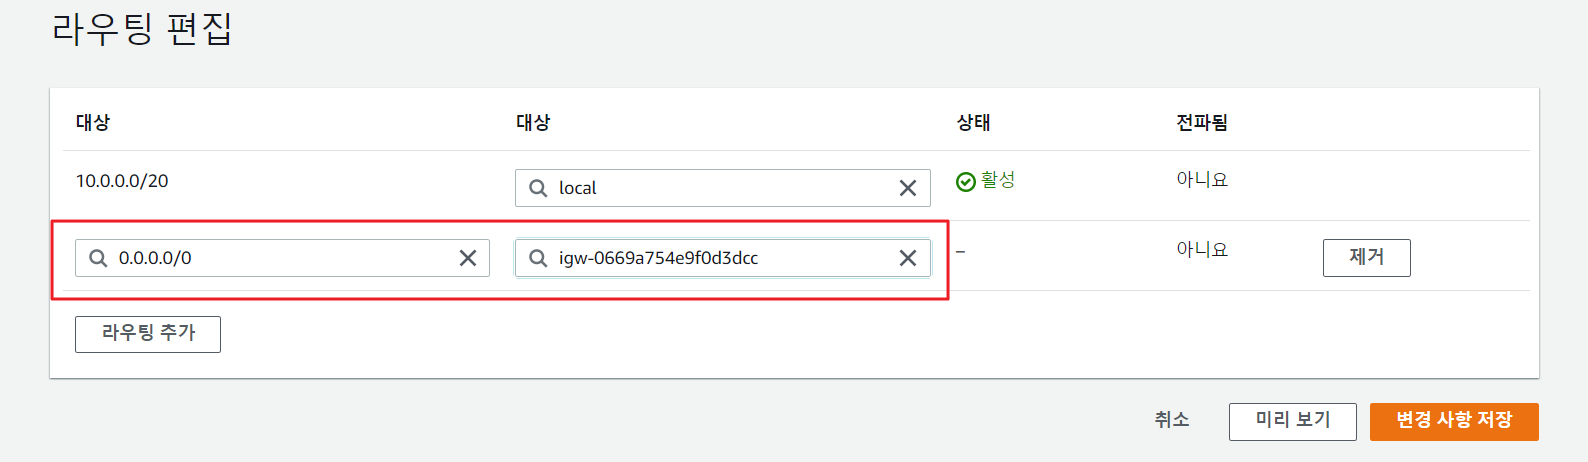 라우팅 편집
대상 대상 상태 전파됨
10.0.0.0/20 local 활성 아니요
0.0.0.0/0 igw-0669a754e9f0d3dcc – 아니요 제거
라우팅 추가
취소 미리 보기 변경 사항 저장